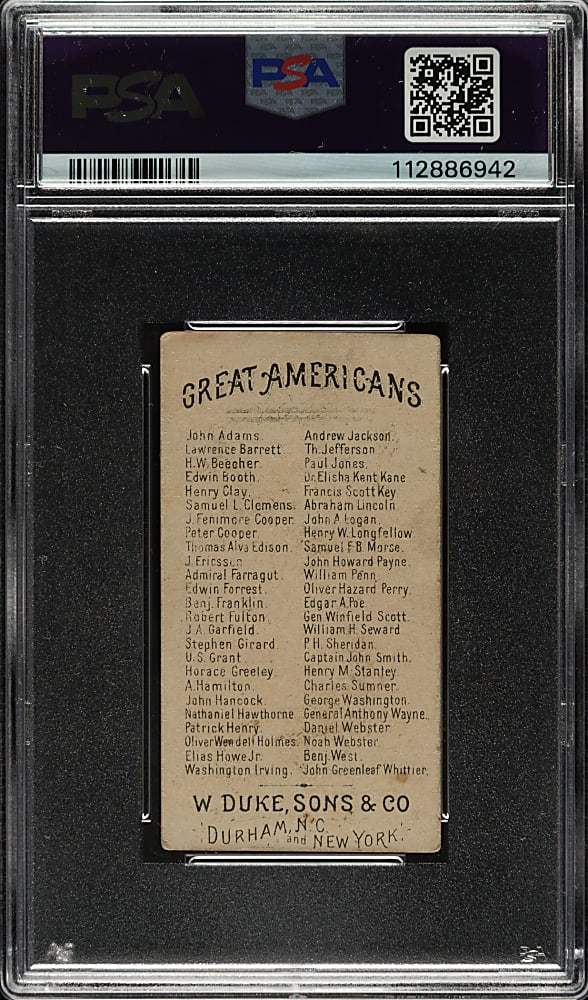 PSA
PSA
112886942
GREAT AMERICANS
John Adams. Andrew Jackson.
Lawrence Barrett Th. Jefferson
H.W. Beecher. Paul Jones.
Edwin Booth. Dr. Elisha Kent Kane
Henry Clay. Francis Scott Key
Samuel L. Clemens. Abraham Lincoln
J. Fenimore Cooper. John A. Logan.
Peter Cooper. Henry W. Longfellow.
Thomas Alva Edison. Samuel F.B. Morse.
J. Ericsson John Howard Payne.
Admiral Farragut. William Penn
Edwin Forrest. Oliver Hazard Perry.
Benj. Franklin. Edgar A. Poe.
Robert Fulton. Gen Winfield Scott.
J.A. Garfield. William H. Seward
Stephen Girard. P.H. Sheridan.
U.S. Grant. Captain John Smith.
Horace Greeley. Henry M. Stanley
A. Hamilton. Charles Sumner.
John Hancock. George Washington.
Nathaniel Hawthorne General Anthony Wayne.
Patrick Henry. Daniel Webster
Oliver Wendell Holmes. Noah Webster.
Elias Howe Jr. Benj. West.
Washington Irving. John Greenleaf Whittier.
W. DUKE, SONS & CO
DURHAM, N.C. and NEW YORK.